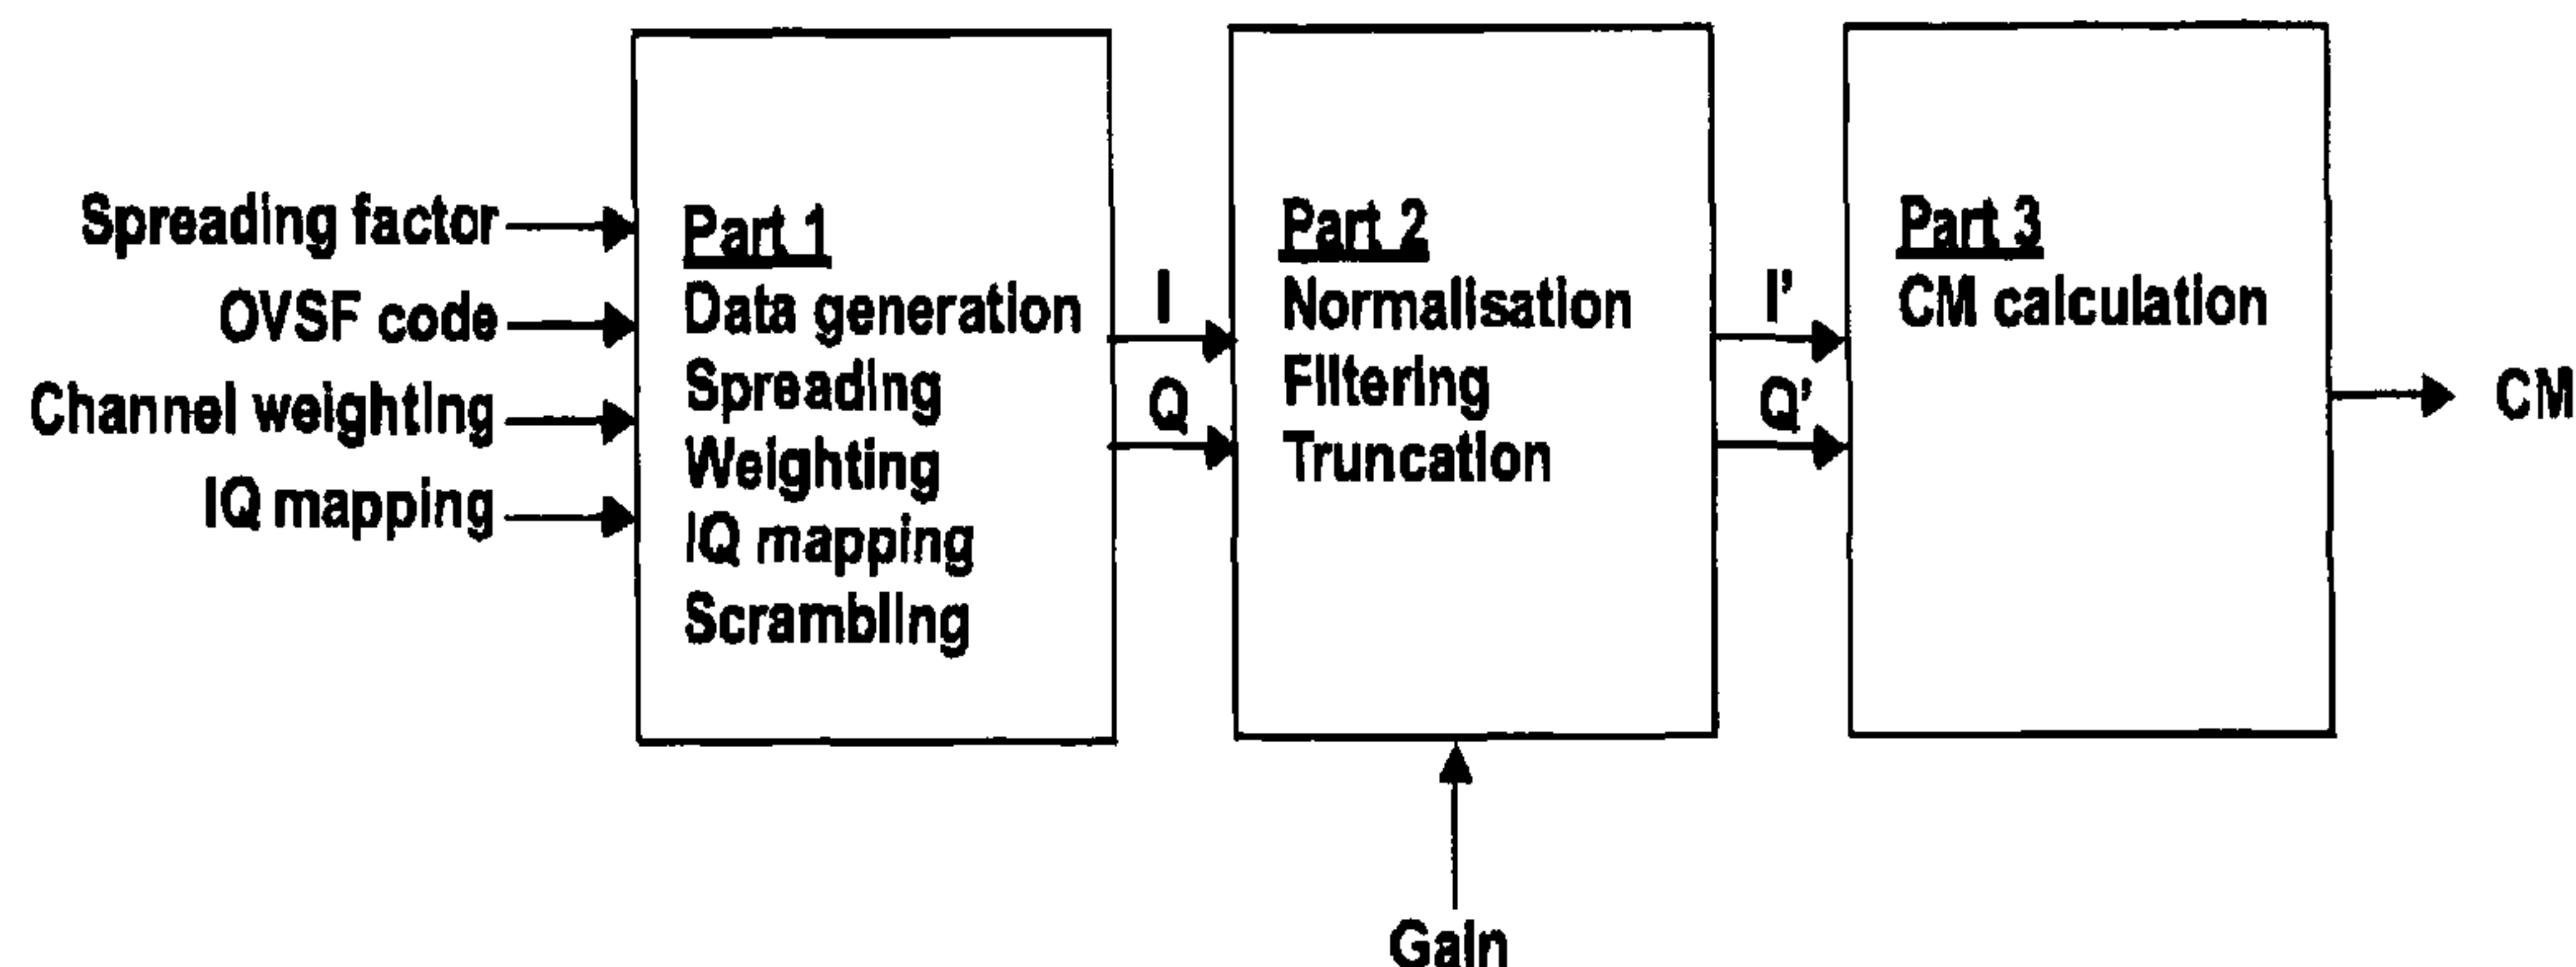 Spreading factor
OVSF code
Channel weighting
IQ mapping
Part 1
Data generation
Spreading
Weighting
IQ mapping
Scrambling
I
Q
Part 2
Normalisation
Filtering
Truncation
I'
Q'
Part 3
CM calculation
CM
Gain